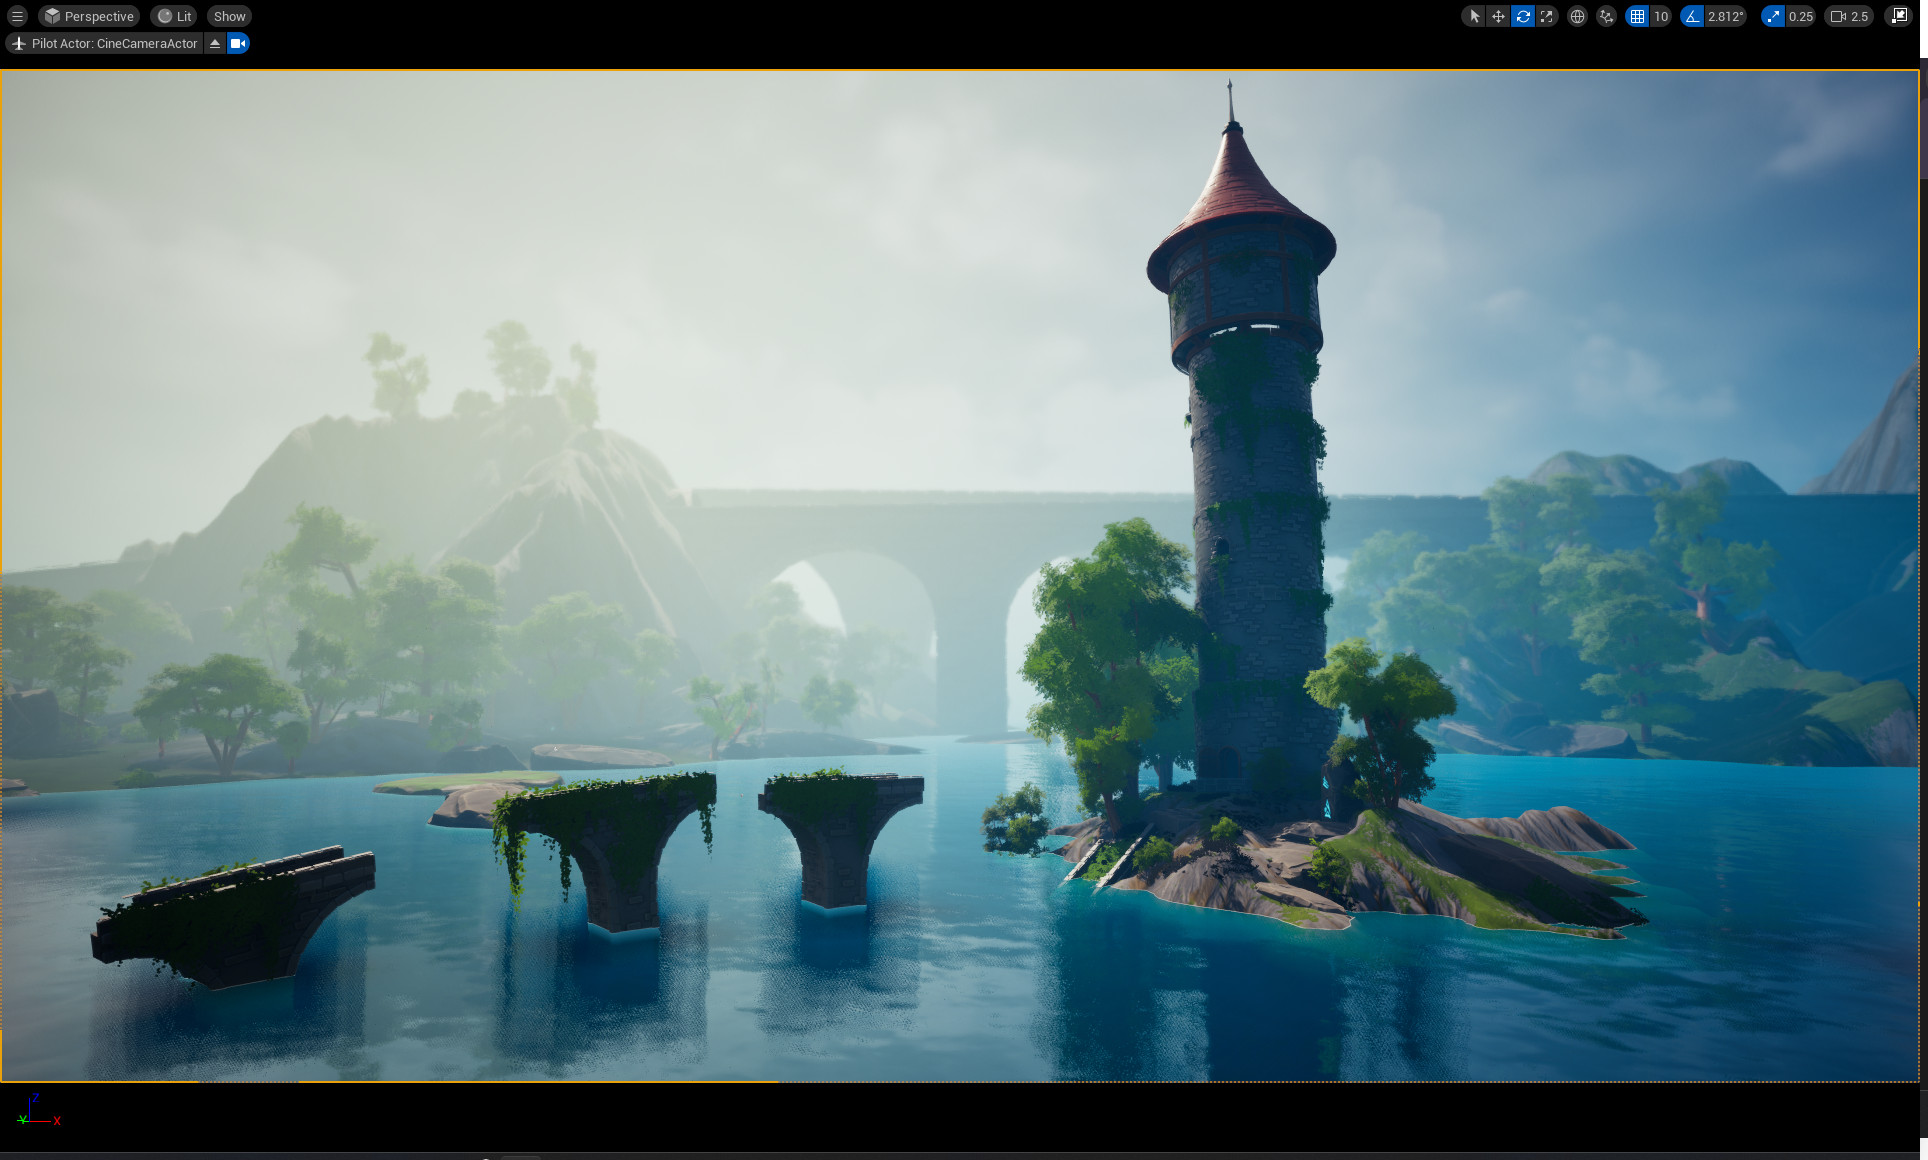 Perspective Lit Show 10 2.812° 0.25 2.5
Pilot Actor: CineCameraActor
Z
Y X